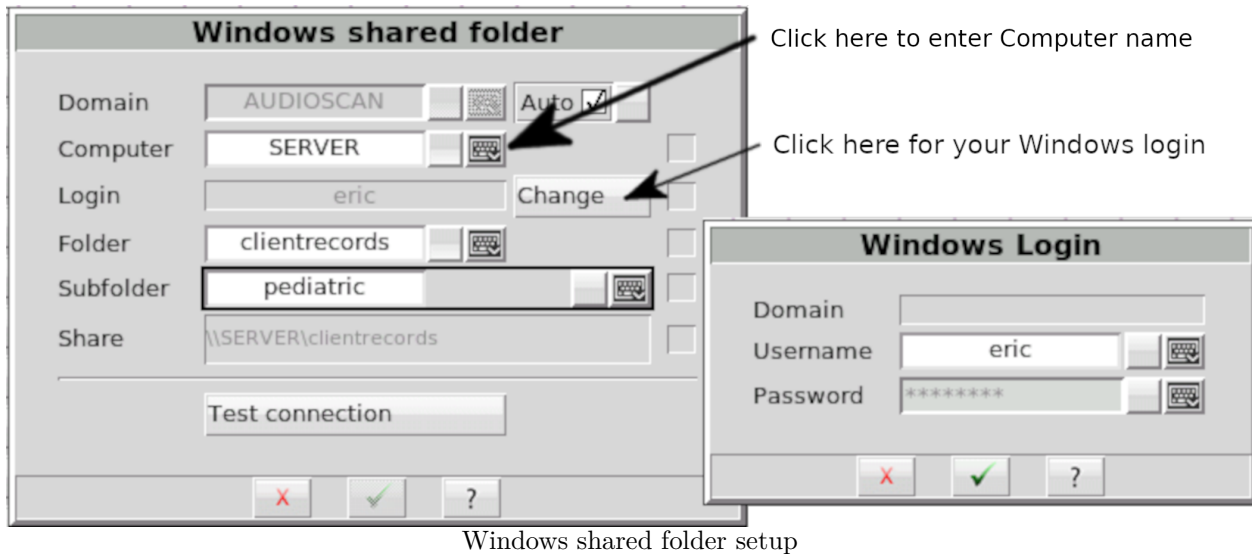 Windows shared folder
Click here to enter Computer name
Domain AUDIOSCAN Auto
Computer SERVER
Click here for your Windows login
Login eric Change
Folder clientrecords
Subfolder pediatric
Share \\SERVER\clientrecords
Test connection
X ?
Windows Login
Domain
Username eric
Password ********
X ?
Windows shared folder setup